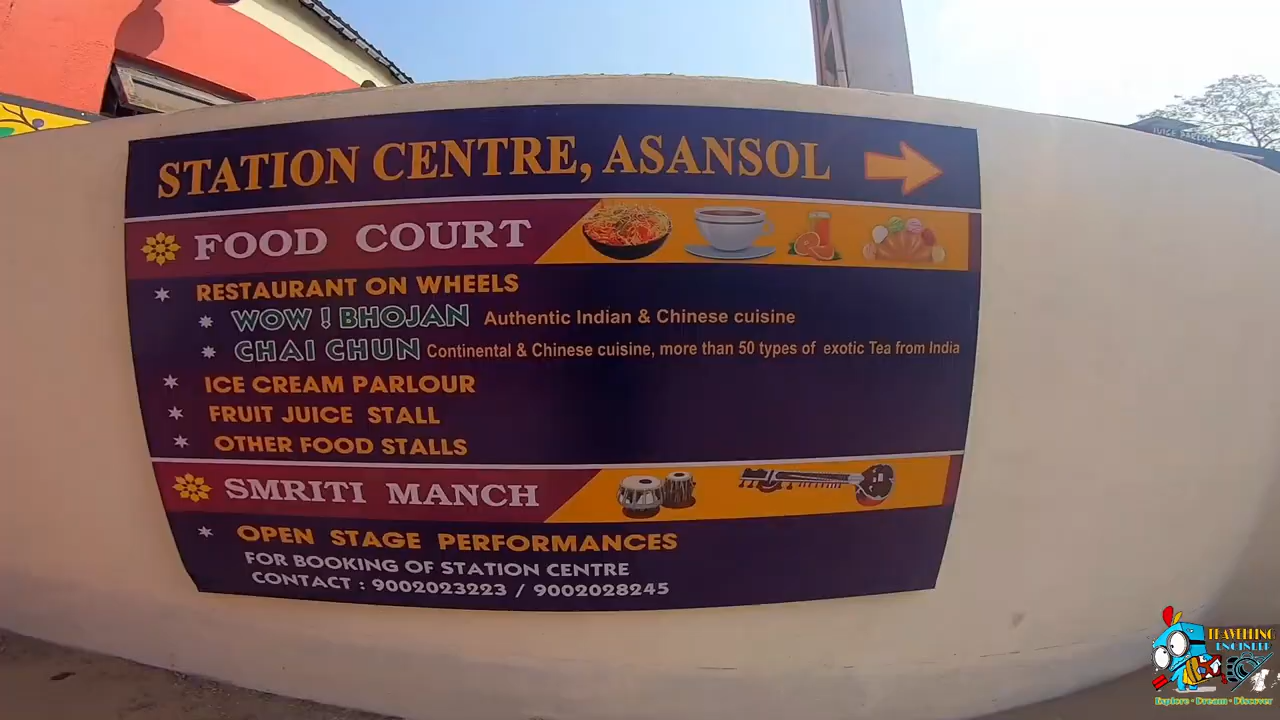 STATION CENTRE, ASANSOL
FOOD COURT
RESTAURANT ON WHEELS
WOW ! BHOJAN Authentic Indian & Chinese cuisine
CHAI CHUN Continental & Chinese cuisine, more than 50 types of exotic Tea from India
ICE CREAM PARLOUR
FRUIT JUICE STALL
OTHER FOOD STALLS
SMRITI MANCH
OPEN STAGE PERFORMANCES
FOR BOOKING OF STATION CENTRE
CONTACT : 9002023223 / 9002028245
TRAVELLING
ENGINEER
Explore - Dream - Discover